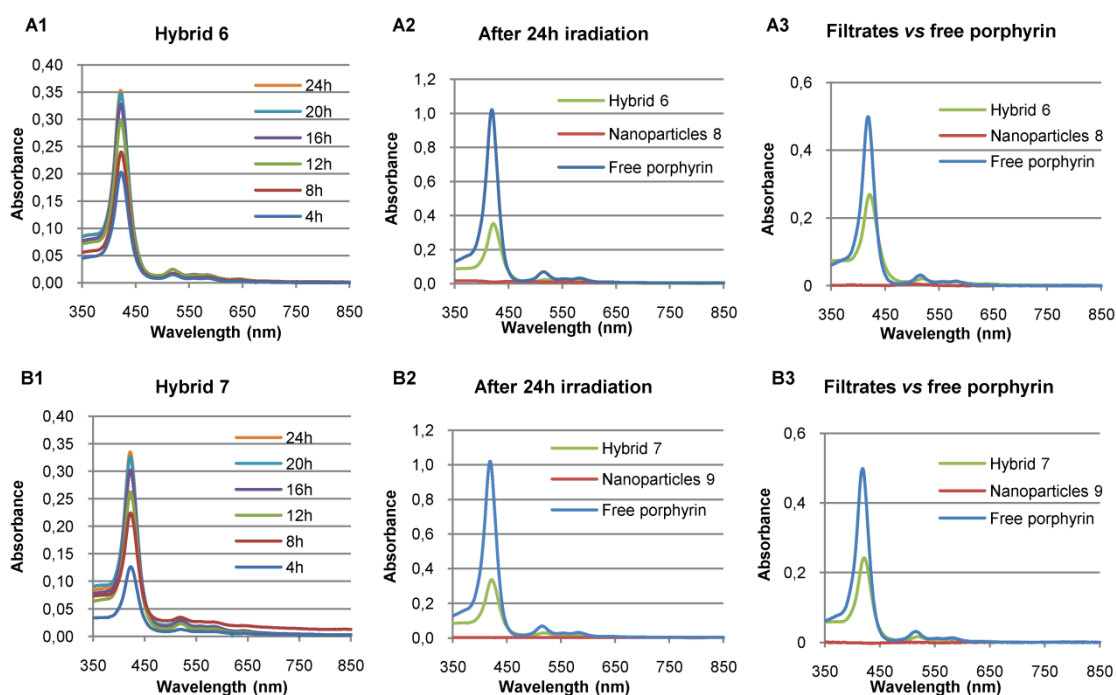 A1
Hybrid 6
0,40
0,35
0,30
0,25
0,20
0,15
0,10
0,05
0,00
Absorbance
350 450 550 650 750 850
Wavelength (nm)
24h
20h
16h
12h
8h
4h
A2
After 24h iradiation
1,2
1,0
0,8
0,6
0,4
0,2
0,0
Absorbance
350 450 550 650 750 850
Wavelength (nm)
Hybrid 6
Nanoparticles 8
Free porphyrin
A3
Filtrates vs free porphyrin
0,6
0,4
0,2
0
Absorbance
350 450 550 650 750 850
Wavelength (nm)
Hybrid 6
Nanoparticles 8
Free porphyrin
B1
Hybrid 7
0,40
0,35
0,30
0,25
0,20
0,15
0,10
0,05
0,00
Absorbance
350 450 550 650 750 850
Wavelength (nm)
24h
20h
16h
12h
8h
4h
B2
After 24h irradiation
1,2
1,0
0,8
0,6
0,4
0,2
0,0
Absorbance
350 450 550 650 750 850
Wavelength (nm)
Hybrid 7
Nanoparticles 9
Free porphyrin
B3
Filtrates vs free porphyrin
0,6
0,4
0,2
0
Absorbance
350 450 550 650 750 850
Wavelength (nm)
Hybrid 7
Nanoparticles 9
Free porphyrin